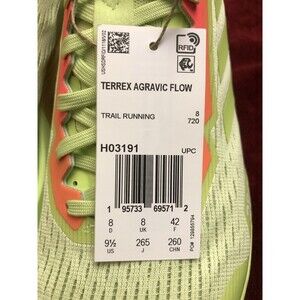 RFID
TERREX AGRAVIC FLOW
TRAIL RUNNING 8
720
H03191 UPC
1 95733 69571 2
8 8 42
D UK F
9½ 265 260
US J CHN